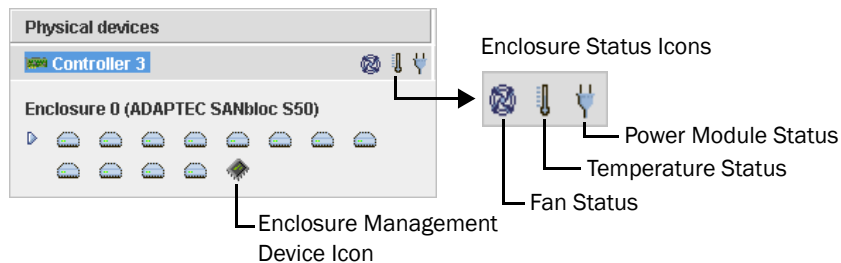 Physical devices
Controller 3
Enclosure 0 (ADAPTEC SANbloc S50)
Enclosure Status Icons
Power Module Status
Temperature Status
Fan Status
Enclosure Management
Device Icon